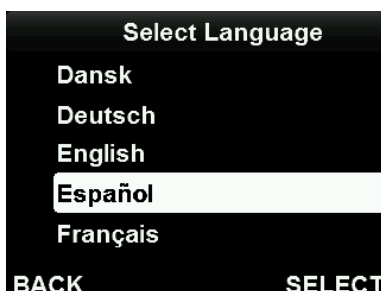 Select Language
Dansk
Deutsch
English
Español
Français
BACK SELECT